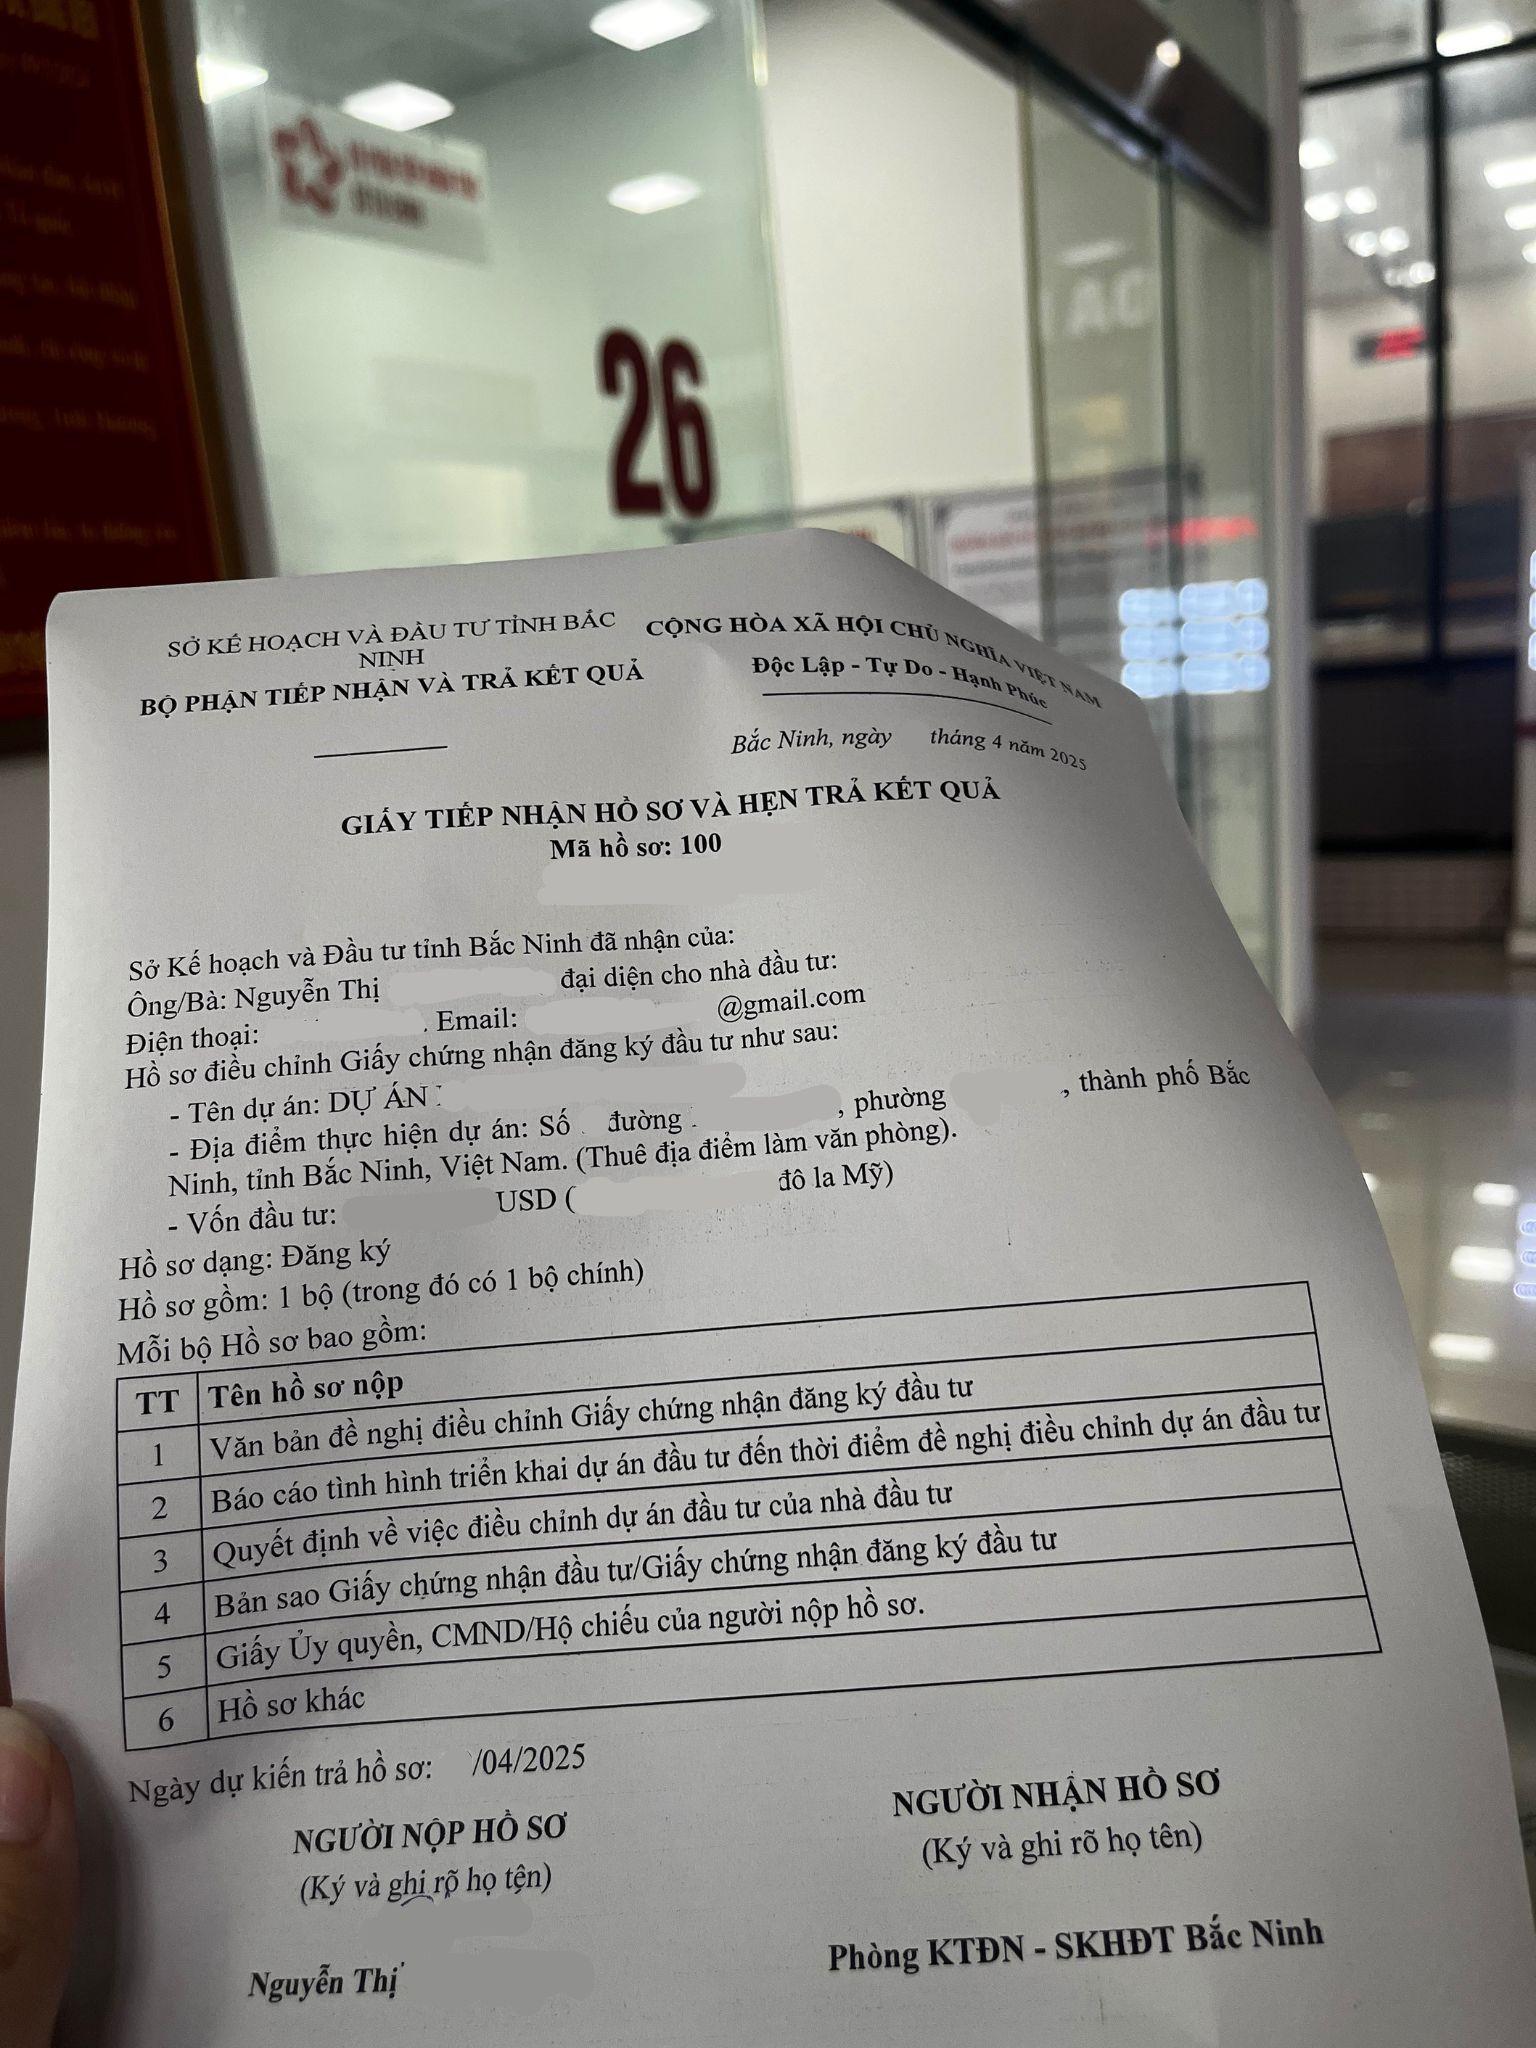 26
SỞ KẾ HOẠCH VÀ ĐẦU TƯ TỈNH BẮC
NINH
BỘ PHẬN TIẾP NHẬN VÀ TRẢ KẾT QUẢ
CỘNG HÒA XÃ HỘI CHỦ NGHĨA VIỆT NAM
Độc Lập - Tự Do - Hạnh Phúc
Bắc Ninh, ngày tháng 4 năm 2025
GIẤY TIẾP NHẬN HỒ SƠ VÀ HẸN TRẢ KẾT QUẢ
Mã hồ sơ: 100
Sở Kế hoạch và Đầu tư tỉnh Bắc Ninh đã nhận của:
Ông/Bà: Nguyễn Thị đại diện cho nhà đầu tư:
Điện thoại: . Email: @gmail.com
Hồ sơ điều chỉnh Giấy chứng nhận đăng ký đầu tư như sau:
- Tên dự án: DỰ ÁN
- Địa điểm thực hiện dự án: Số đường , phường , thành phố Bắc
Ninh, tỉnh Bắc Ninh, Việt Nam. (Thuê địa điểm làm văn phòng).
- Vốn đầu tư: USD ( đô la Mỹ)
Hồ sơ dạng: Đăng ký
Hồ sơ gồm: 1 bộ (trong đó có 1 bộ chính)
Mỗi bộ Hồ sơ bao gồm:
TT Tên hồ sơ nộp
1 Văn bản đề nghị điều chỉnh Giấy chứng nhận đăng ký đầu tư
2 Báo cáo tình hình triển khai dự án đầu tư đến thời điểm đề nghị điều chỉnh dự án đầu tư
3 Quyết định về việc điều chỉnh dự án đầu tư của nhà đầu tư
4 Bản sao Giấy chứng nhận đầu tư/Giấy chứng nhận đăng ký đầu tư
5 Giấy Ủy quyền, CMND/Hộ chiếu của người nộp hồ sơ.
6 Hồ sơ khác
Ngày dự kiến trả hồ sơ: /04/2025
NGƯỜI NỘP HỒ SƠ
(Ký và ghi rõ họ tên)
Nguyễn Thị
NGƯỜI NHẬN HỒ SƠ
(Ký và ghi rõ họ tên)
Phòng KTĐN - SKHĐT Bắc Ninh